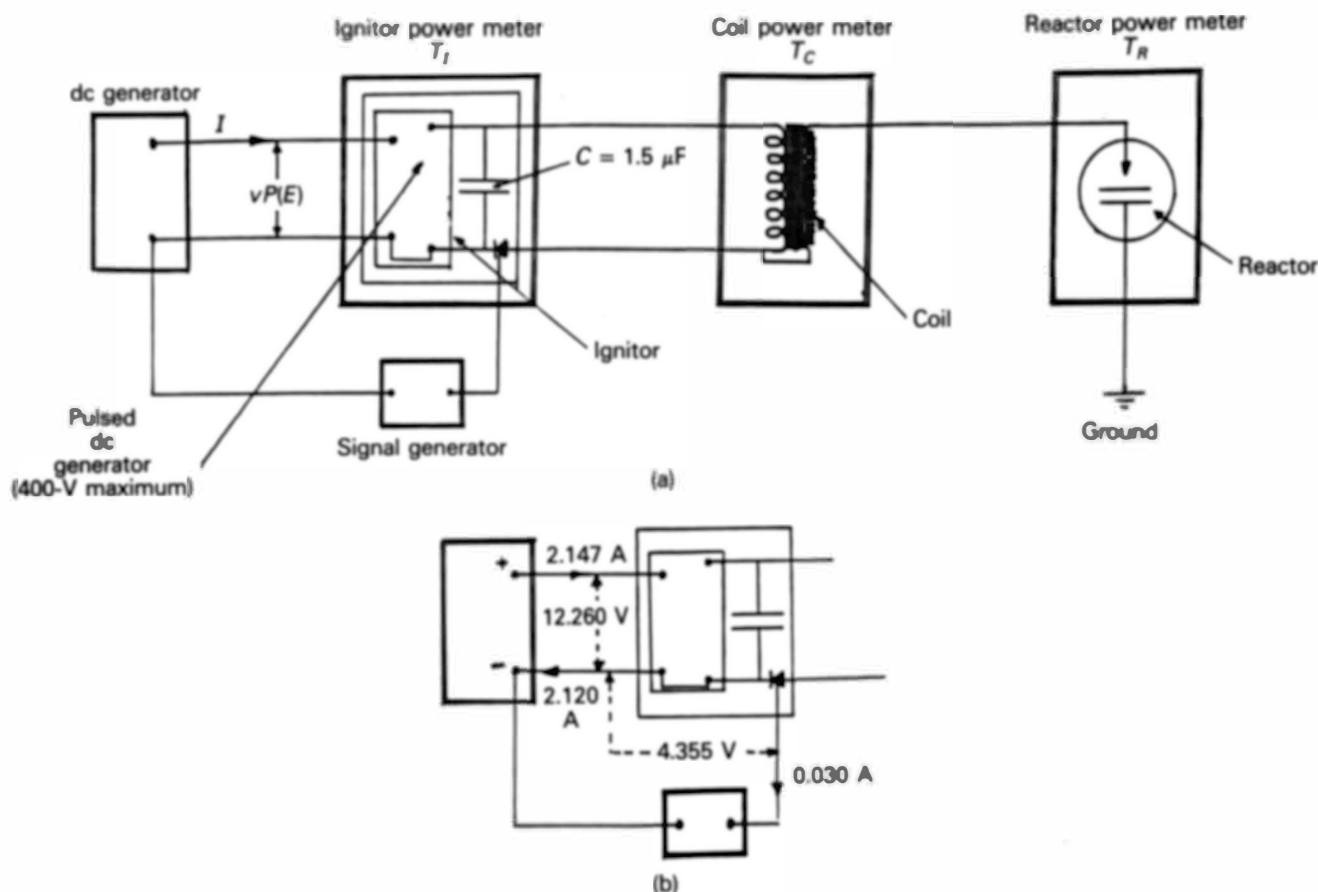 Ignitor power meter
T_I
Coil power meter
T_C
Reactor power meter
T_R
dc generator
I
C = 1.5 μF
vP(E)
Reactor
Coil
Ignitor
Pulsed
dc
generator
(400-V maximum)
Signal generator
Ground
(a)
+
2.147 A
12.260 V
−
2.120
A
4.355 V
0.030 A
(b)